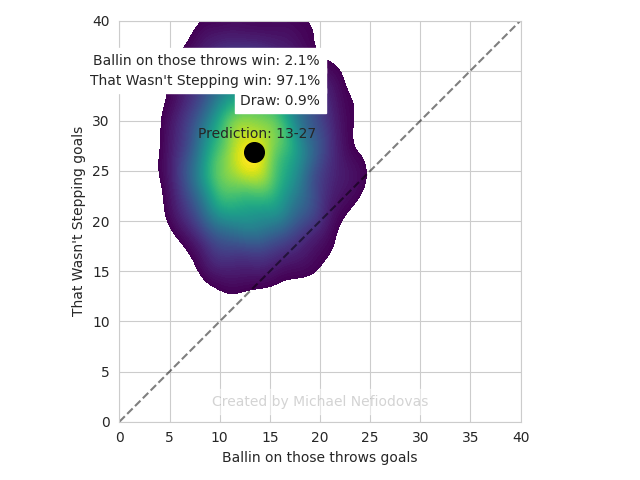 40
35
30
25
20
15
10
5
0
That Wasn't Stepping goals
Ballin on those throws win: 2.1%
That Wasn't Stepping win: 97.1%
Draw: 0.9%
Prediction: 13-27
Created by Michael Nefiodovas
0 5 10 15 20 25 30 35 40
Ballin on those throws goals